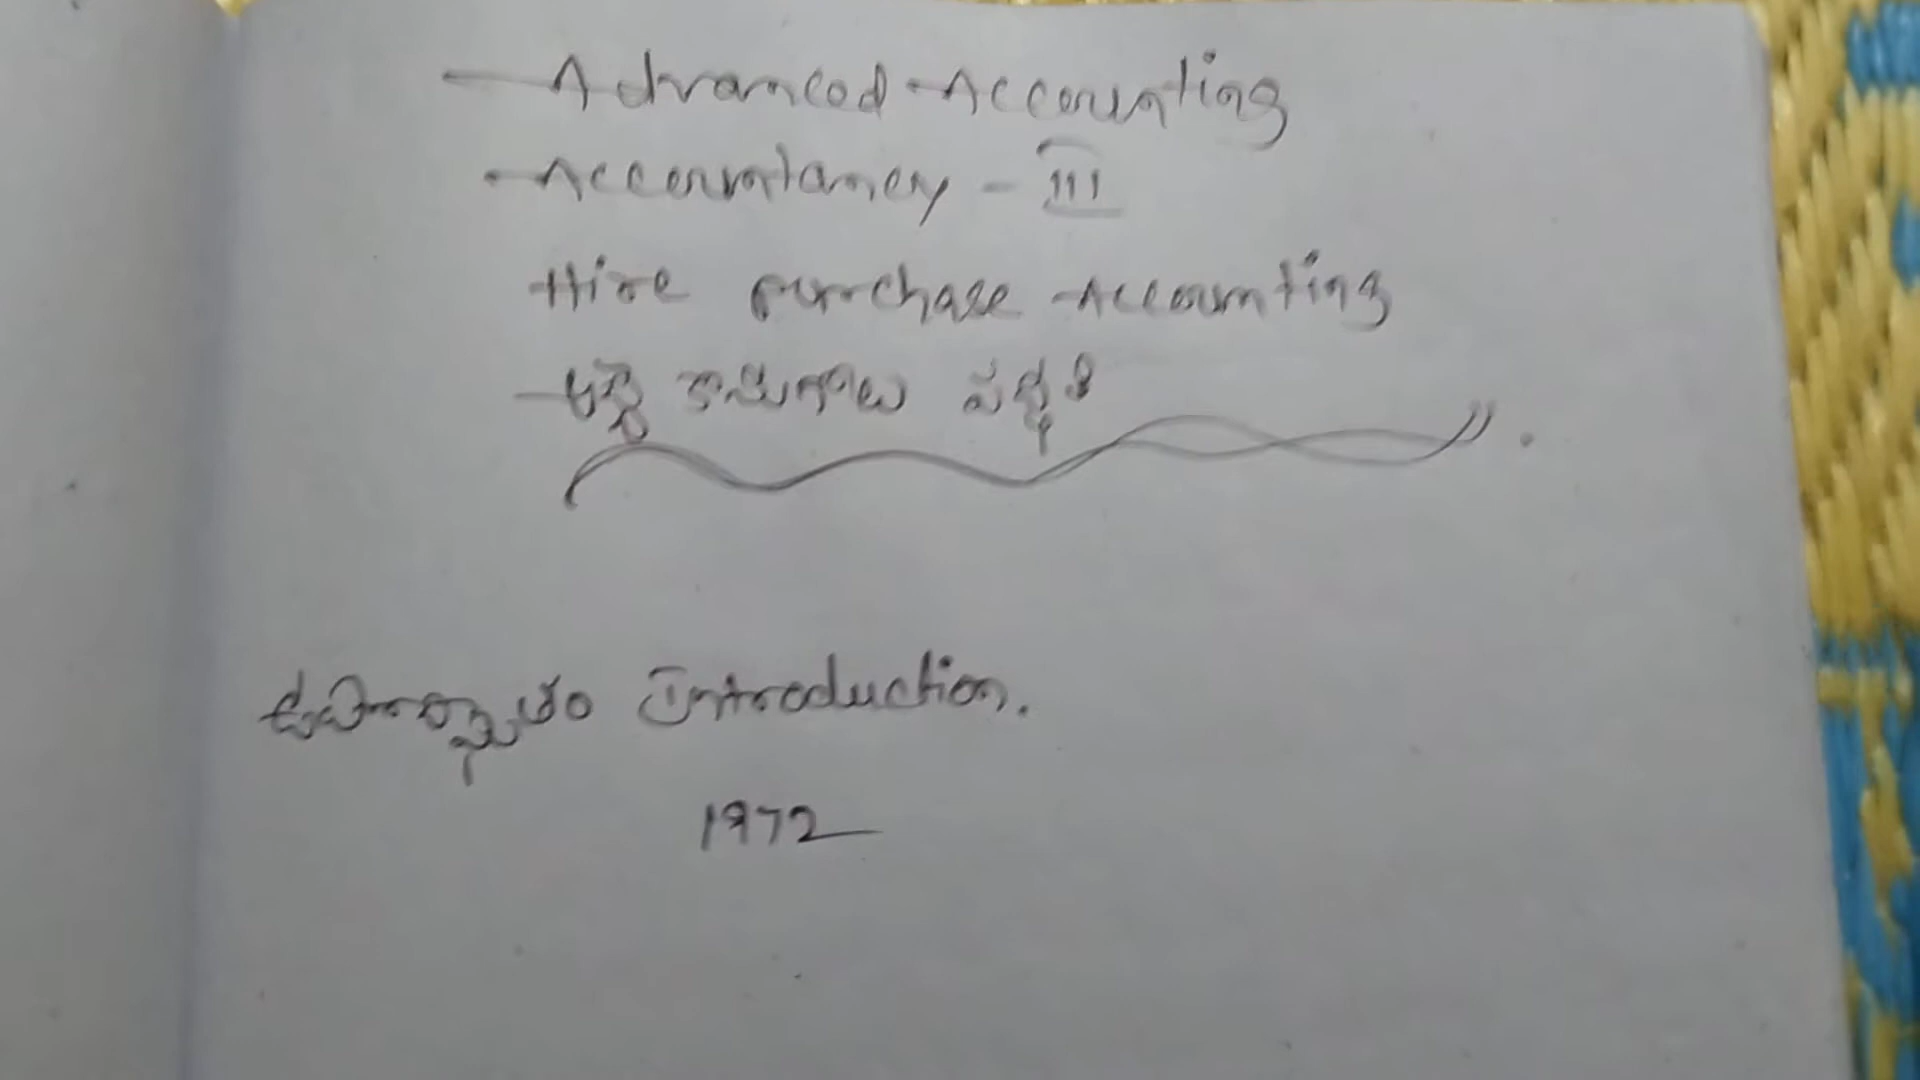 Advanced Accounting
Accountancy - III
Hire purchase Accounting
అద్దె కొనుగోలు పద్ధతి
ఉపోద్ఘాతం Introduction.
1972